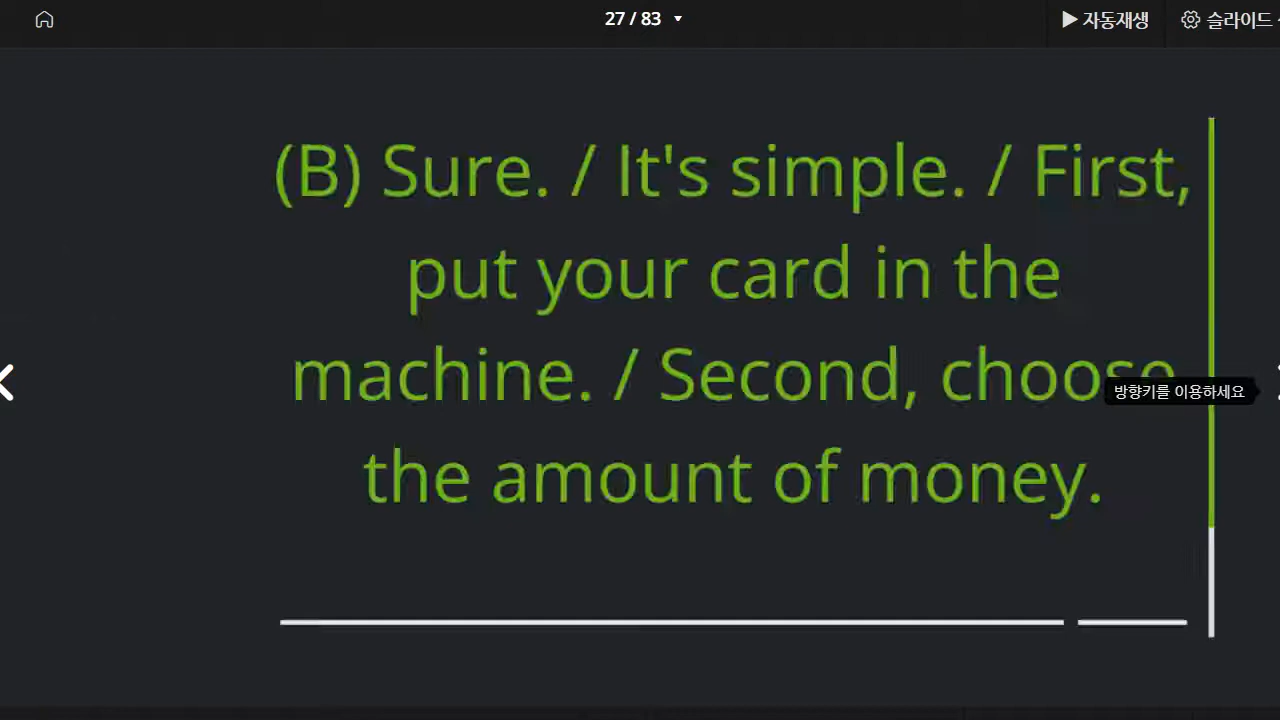 27 / 83
자동재생
슬라이드
(B) Sure. / It's simple. / First,
put your card in the
machine. / Second, choose
방향키를 이용하세요
the amount of money.